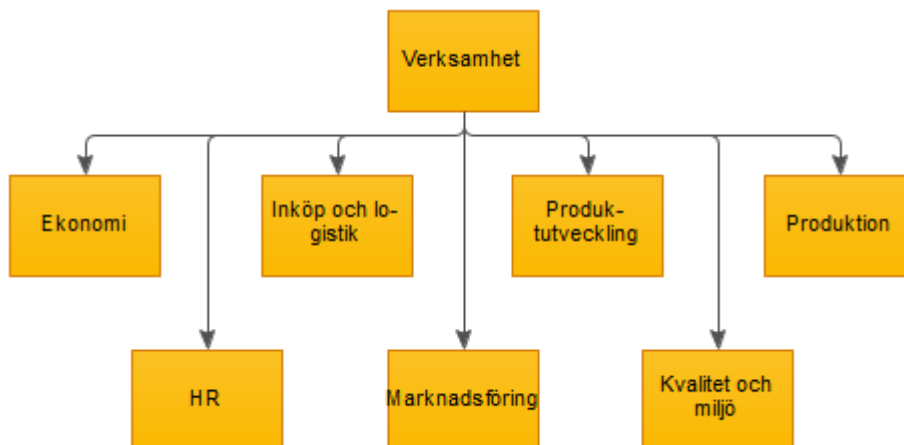 Verksamhet
Ekonomi
Inköp och lo-
gistik
Produk-
tutveckling
Produktion
HR
Marknadsföring
Kvalitet och
miljö